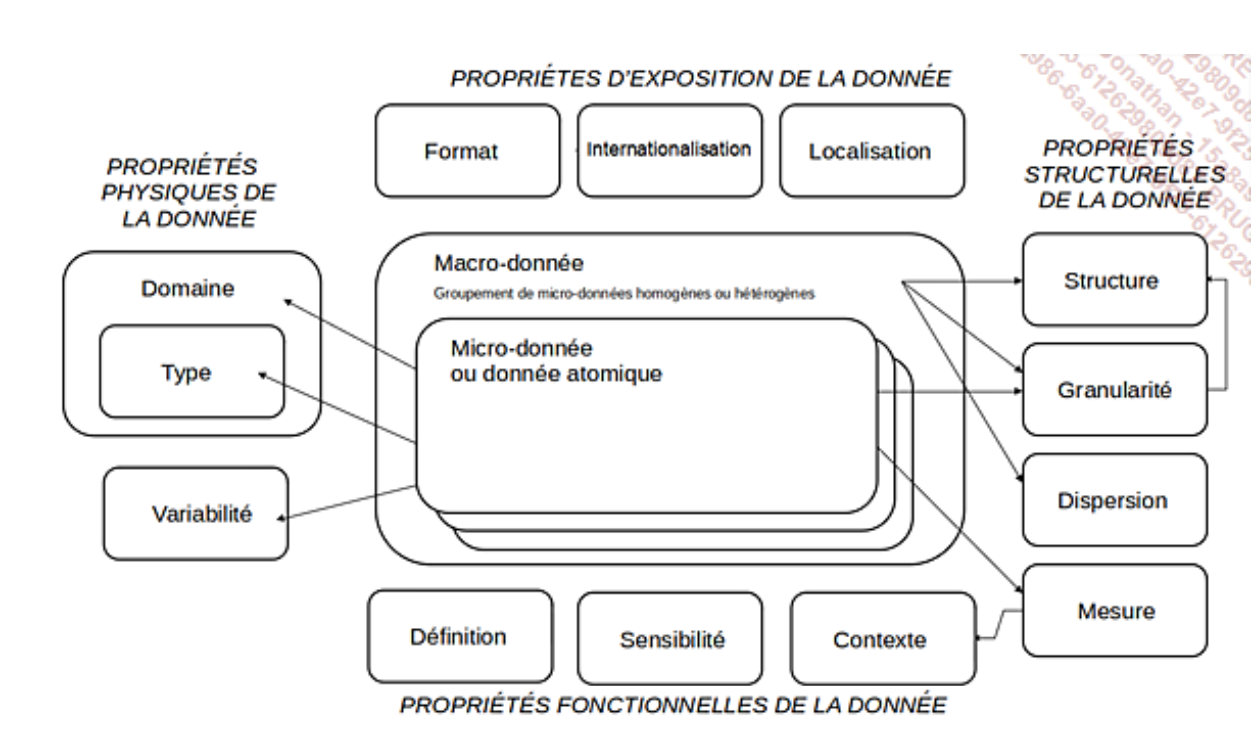 PROPRIÉTES D'EXPOSITION DE LA DONNÉE
Format
Internationalisation
Localisation
PROPRIÉTÉS
PHYSIQUES DE
LA DONNÉE
Domaine
Type
Variabilité
Macro-donnée
Groupement de micro-données homogènes ou hétérogènes
Micro-donnée
ou donnée atomique
PROPRIÉTÉS
STRUCTURELLES
DE LA DONNÉE
Structure
Granularité
Dispersion
Mesure
Définition
Sensibilité
Contexte
PROPRIÉTÉS FONCTIONNELLES DE LA DONNÉE